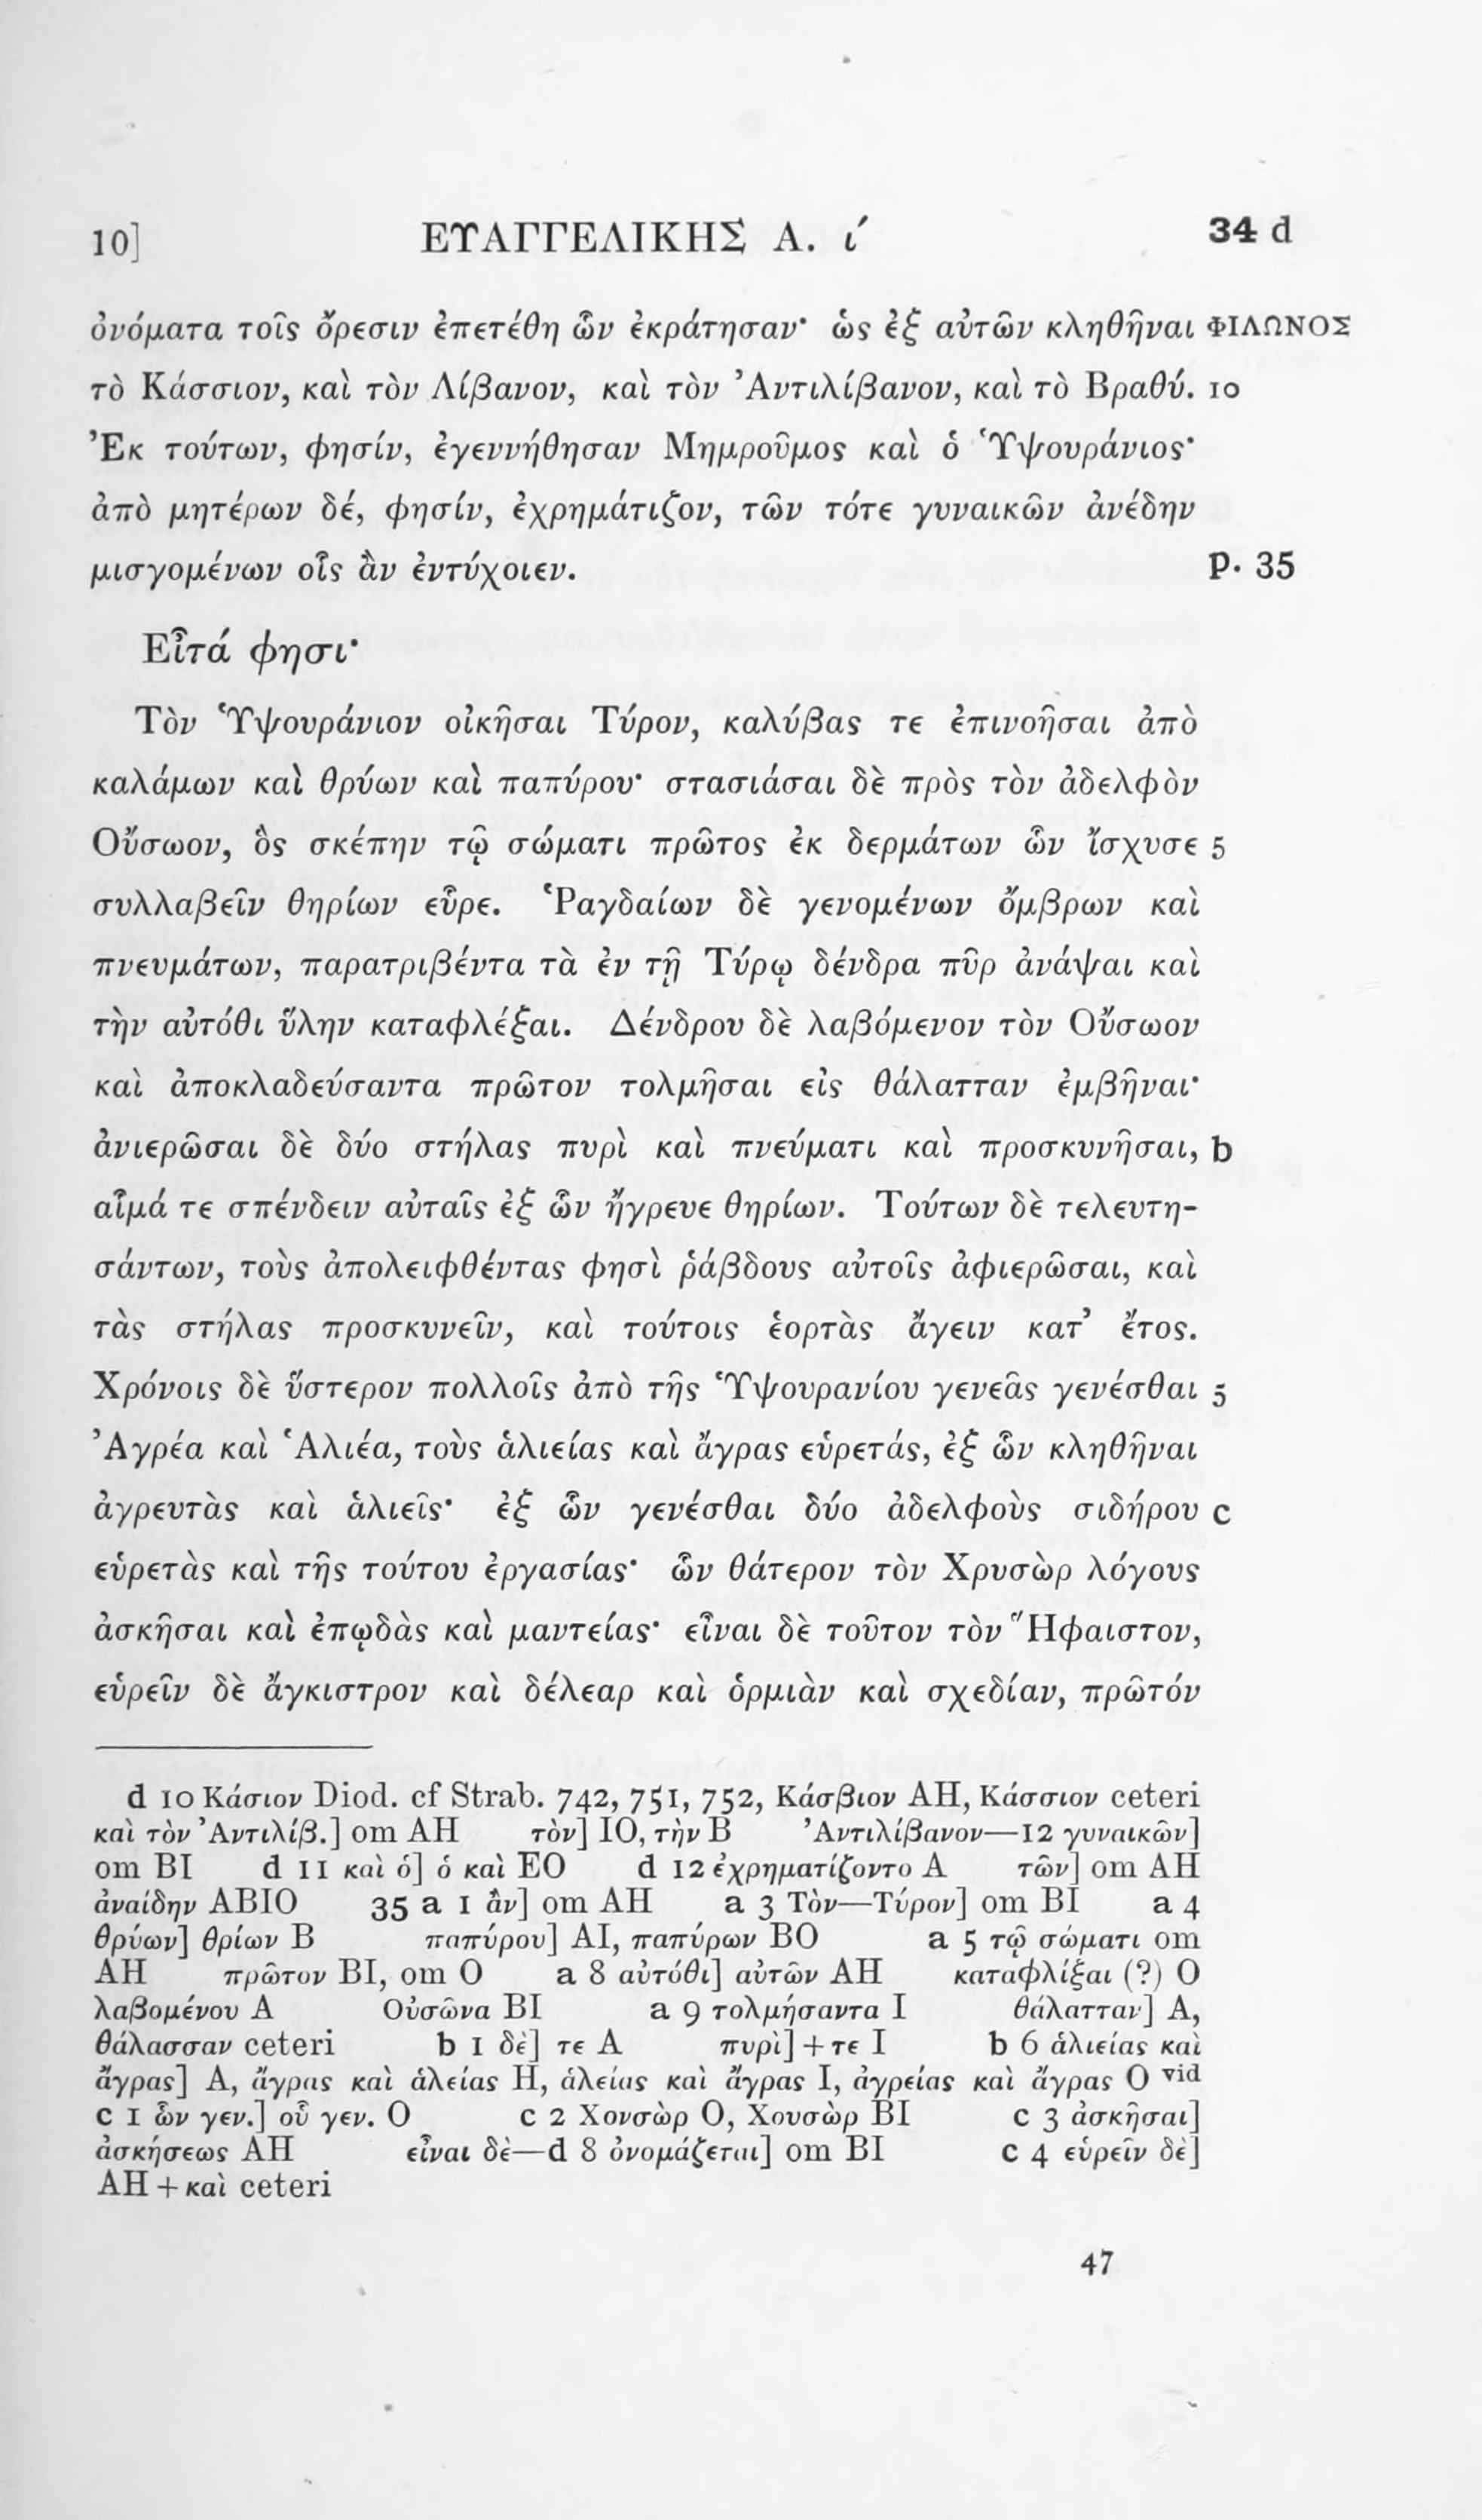 10] ΕΥΑΓΓΕΛΙΚΗΣ Α. ί 34 d
ὀνόματα τοῖς ὄρεσιν ἐπετέθη ὧν ἐκράτησαν· ὡς ἐξ αὐτῶν κληθῆναι ΦΙΛΩΝΟΣ
τὸ Κάσσιον, καὶ τὸν Λίβανον, καὶ τὸν Ἀντιλίβανον, καὶ τὸ Βραθύ. 10
Ἐκ τούτων, φησίν, ἐγεννήθησαν Μημροῦμος καὶ ὁ Ὑψουράνιος·
ἀπὸ μητέρων δέ, φησίν, ἐχρημάτιζον, τῶν τότε γυναικῶν ἀνέδην
μισγομένων οἷς ἂν ἐντύχοιεν. p. 35
Εἶτά φησι·
Τὸν Ὑψουράνιον οἰκῆσαι Τύρον, καλύβας τε ἐπινοῆσαι ἀπὸ
καλάμων καὶ θρύων καὶ παπύρου· στασιάσαι δὲ πρὸς τὸν ἀδελφὸν
Οὔσωον, ὃς σκέπην τῷ σώματι πρῶτος ἐκ δερμάτων ὧν ἴσχυσε 5
συλλαβεῖν θηρίων εὗρε. Ῥαγδαίων δὲ γενομένων ὄμβρων καὶ
πνευμάτων, παρατριβέντα τὰ ἐν τῇ Τύρῳ δένδρα πῦρ ἀνάψαι καὶ
τὴν αὐτόθι ὕλην καταφλέξαι. Δένδρου δὲ λαβόμενον τὸν Οὔσωον
καὶ ἀποκλαδεύσαντα πρῶτον τολμῆσαι εἰς θάλατταν ἐμβῆναι·
ἀνιερῶσαι δὲ δύο στήλας πυρὶ καὶ πνεύματι καὶ προσκυνῆσαι, b
αἷμά τε σπένδειν αὐταῖς ἐξ ὧν ἤγρευε θηρίων. Τούτων δὲ τελευτη-
σάντων, τοὺς ἀπολειφθέντας φησὶ ῥάβδους αὐτοῖς ἀφιερῶσαι, καὶ
τὰς στήλας προσκυνεῖν, καὶ τούτοις ἑορτὰς ἄγειν κατ’ ἔτος.
Χρόνοις δὲ ὕστερον πολλοῖς ἀπὸ τῆς Ὑψουρανίου γενεᾶς γενέσθαι 5
Ἀγρέα καὶ Ἁλιέα, τοὺς ἁλιείας καὶ ἄγρας εὑρετάς, ἐξ ὧν κληθῆναι
ἀγρευτὰς καὶ ἁλιεῖς· ἐξ ὧν γενέσθαι δύο ἀδελφοὺς σιδήρου c
εὑρετὰς καὶ τῆς τούτου ἐργασίας· ὧν θάτερον τὸν Χρυσὼρ λόγους
ἀσκῆσαι καὶ ἐπῳδὰς καὶ μαντείας· εἶναι δὲ τοῦτον τὸν Ἥφαιστον,
εὑρεῖν δὲ ἄγκιστρον καὶ δέλεαρ καὶ ὁρμιὰν καὶ σχεδίαν, πρῶτόν
d 10 Κάσιον Diod. cf Strab. 742, 751, 752, Κάσβιον AH, Κάσσιον ceteri
καὶ τὸν Ἀντιλίβ.] om AH τὸν] IO, τὴν B Ἀντιλίβανον—12 γυναικῶν]
om BI d 11 καὶ ὁ] ὁ καὶ EO d 12 ἐχρηματίζοντο A τῶν] om AH
ἀναίδην ABIO 35 a 1 ἂν] om AH a 3 Τὸν—Τύρον] om BI a 4
θρύων] θρίων B παπύρου] AI, παπύρων BO a 5 τῷ σώματι om
AH πρῶτον BI, om O a 8 αὐτόθι] αὐτῶν AH καταφλίξαι (?) O
λαβομένου A Οὐσῶνα BI a 9 τολμήσαντα I θάλατταν] A,
θάλασσαν ceteri b 1 δὲ] τε A πυρὶ] + τε I b 6 ἁλιείας καὶ
ἄγρας] A, ἄγρας καὶ ἁλείας H, ἁλείας καὶ ἄγρας I, ἀγρείας καὶ ἄγρας O vid
c 1 ὧν γεν.] οὗ γεν. O c 2 Χονσὼρ O, Χουσὼρ BI c 3 ἀσκῆσαι]
ἀσκήσεως AH εἶναι δὲ—d 8 ὀνομάζεται] om BI c 4 εὑρεῖν δὲ]
AH + καὶ ceteri
47